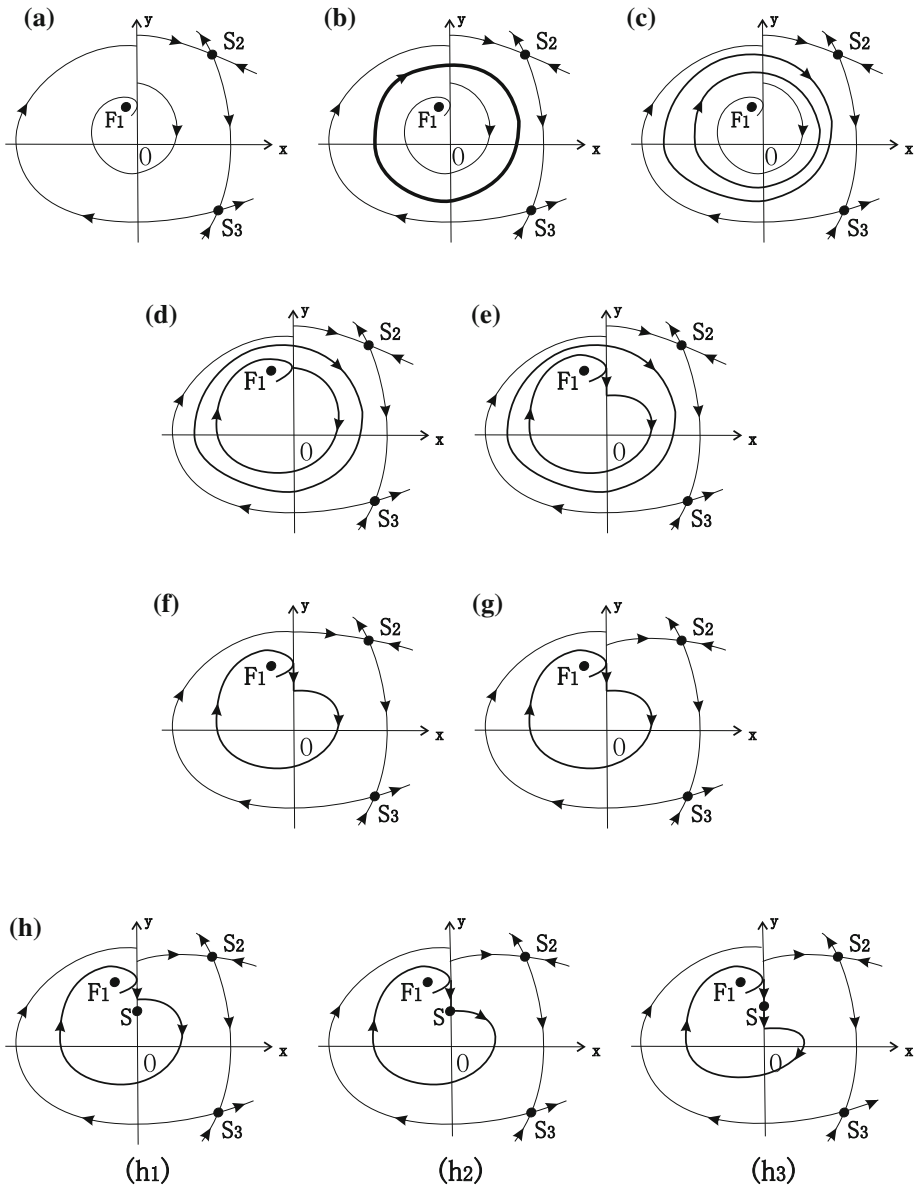 (a) (b) (c)
y S2 y S2 y S2
F1 F1 F1
0 x 0 x 0 x
S3 S3 S3
(d) (e)
y S2 y S2
F1 F1
0 x 0 x
S3 S3
(f) (g)
y S2 y S2
F1 F1
0 x 0 x
S3 S3
(h)
y S2 y S2 y S2
F1 F1 F1
S S S
0 x 0 x 0 x
S3 S3 S3
(h1) (h2) (h3)